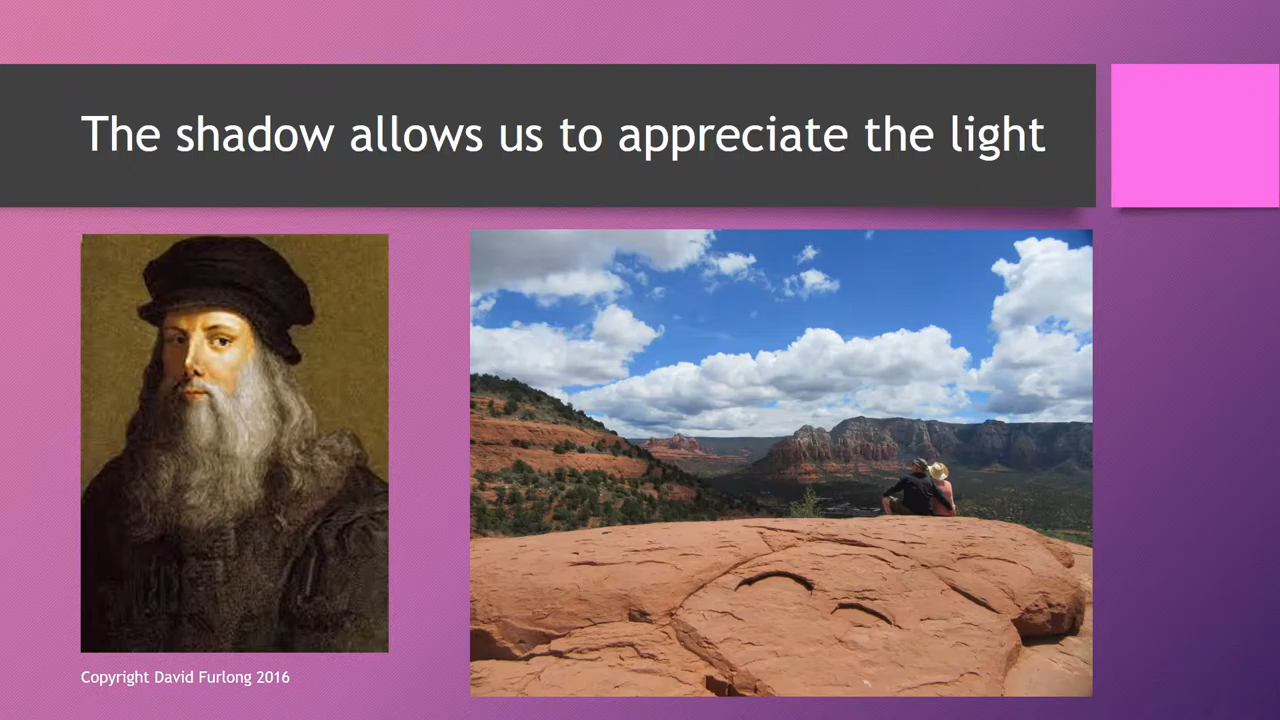 The shadow allows us to appreciate the light
Copyright David Furlong 2016